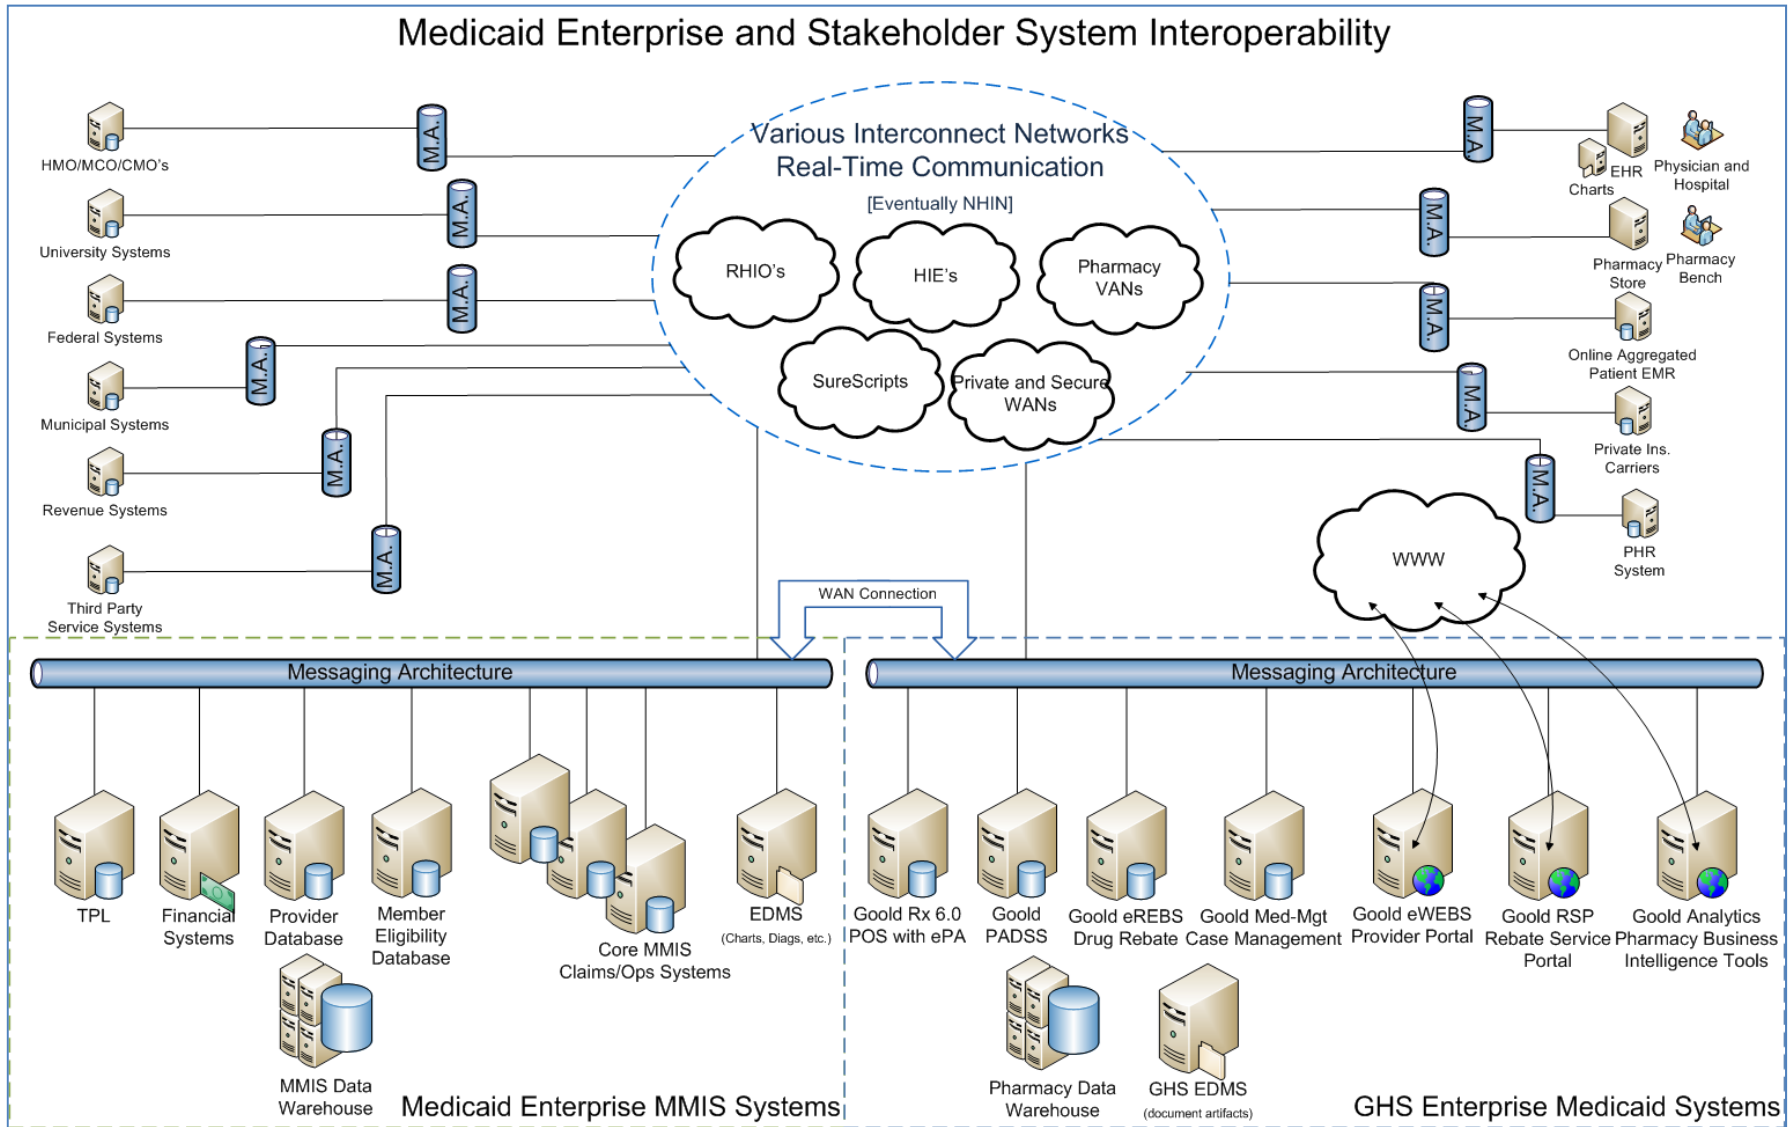 Medicaid Enterprise and Stakeholder System Interoperability
HMO/MCO/CMO's
M.A.
University Systems
M.A.
Federal Systems
M.A.
Municipal Systems
M.A.
Revenue Systems
M.A.
Third Party
Service Systems
M.A.
Various Interconnect Networks
Real-Time Communication
[Eventually NHIN]
RHIO's
HIE's
Pharmacy
VANs
SureScripts
Private and Secure
WANs
M.A.
EHR
Charts
Physician and
Hospital
M.A.
Pharmacy
Store
Pharmacy
Bench
M.A.
Online Aggregated
Patient EMR
M.A.
Private Ins.
Carriers
M.A.
PHR
System
WWW
WAN Connection
Messaging Architecture
TPL
Financial
Systems
Provider
Database
Member
Eligibility
Database
Core MMIS
Claims/Ops Systems
EDMS
(Charts, Diags, etc.)
MMIS Data
Warehouse
Medicaid Enterprise MMIS Systems
Messaging Architecture
Goold Rx 6.0
POS with ePA
Goold
PADSS
Goold eREBS
Drug Rebate
Goold Med-Mgt
Case Management
Goold eWEBS
Provider Portal
Goold RSP
Rebate Service
Portal
Goold Analytics
Pharmacy Business
Intelligence Tools
Pharmacy Data
Warehouse
GHS EDMS
(document artifacts)
GHS Enterprise Medicaid Systems